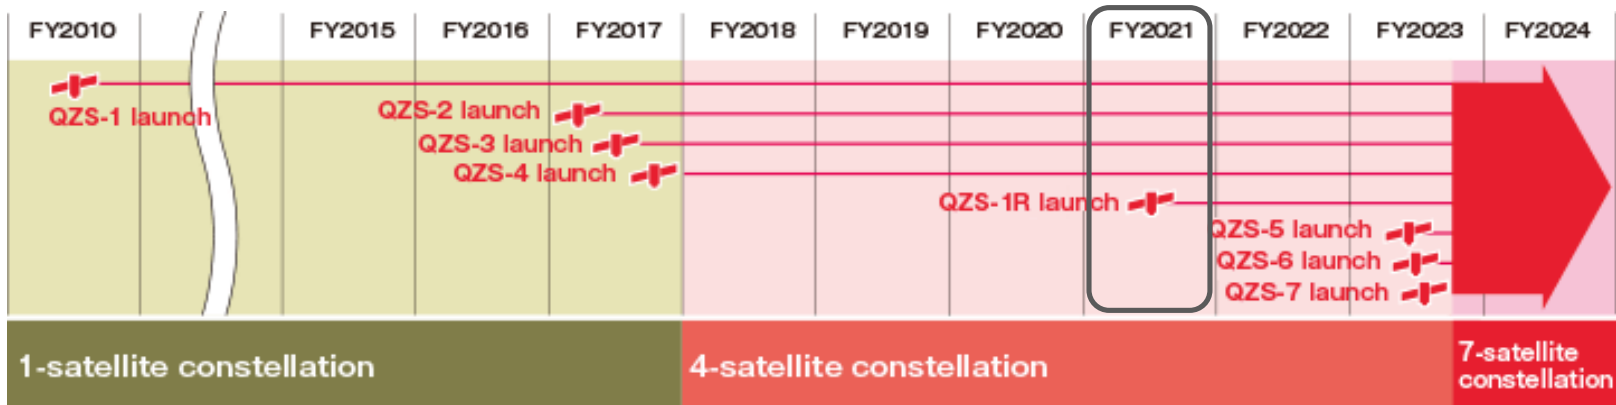 FY2010 FY2015 FY2016 FY2017 FY2018 FY2019 FY2020 FY2021 FY2022 FY2023 FY2024
QZS-1 launch
QZS-2 launch
QZS-3 launch
QZS-4 launch
QZS-1R launch
QZS-5 launch
QZS-6 launch
QZS-7 launch
1-satellite constellation
4-satellite constellation
7-satellite
constellation